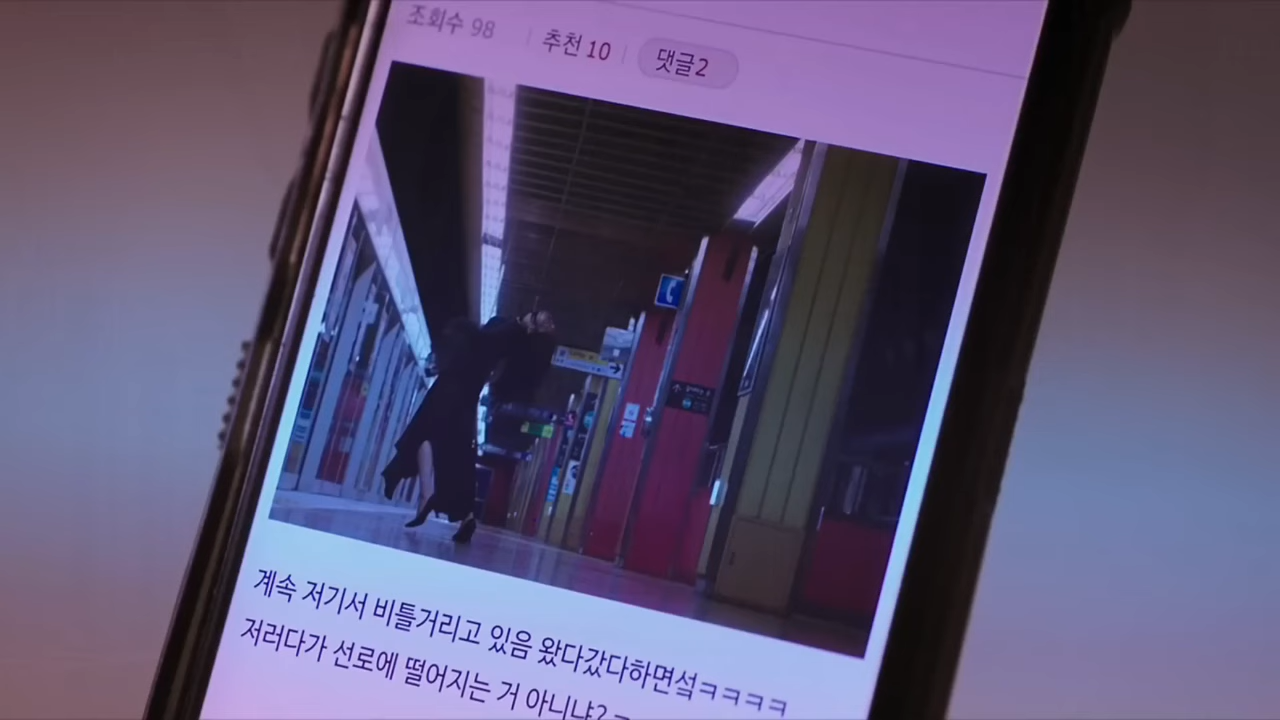 조회수 98 추천 10 댓글2
계속 저기서 비틀거리고 있음 왔다갔다하면섴ㅋㅋㅋㅋ
저러다가 선로에 떨어지는 거 아니냐?